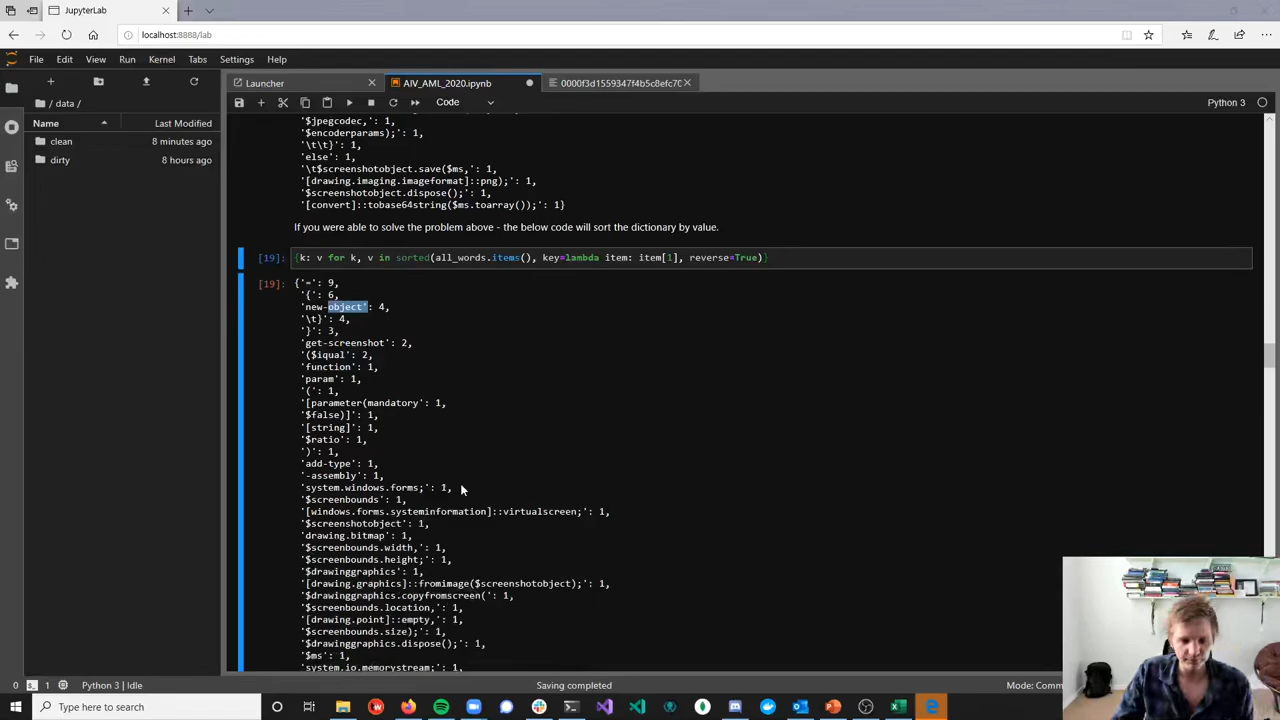 JupyterLab
localhost:8888/lab
File Edit View Run Kernel Tabs Settings Help
Launcher
AIV_AML_2020.ipynb
0000f3d1559347f4b5c8efc7(
Code
Python 3
/ data /
Name Last Modified
clean 8 minutes ago
dirty 8 hours ago
'$jpegcodec,': 1,
'$encoderparams);': 1,
'\t\t}': 1,
'else': 1,
'\t$screenshotobject.save($ms,': 1,
'[drawing.imaging.imageformat]::png);': 1,
'$screenshotobject.dispose();': 1,
'[convert]::tobase64string($ms.toarray());': 1}
If you were able to solve the problem above - the below code will sort the dictionary by value.
[19]: {k: v for k, v in sorted(all_words.items(), key=lambda item: item[1], reverse=True)}
[19]: {'=': 9,
'{': 6,
'new-object': 4,
'\t}': 4,
'}': 3,
'get-screenshot': 2,
'($iqual': 2,
'function': 1,
'param': 1,
'(': 1,
'[parameter(mandatory': 1,
'$false)]': 1,
'[string]': 1,
'$ratio': 1,
')': 1,
'add-type': 1,
'-assembly': 1,
'system.windows.forms;': 1,
'$screenbounds': 1,
'[windows.forms.systeminformation]::virtualscreen;': 1,
'$screenshotobject': 1,
'drawing.bitmap': 1,
'$screenbounds.width,': 1,
'$screenbounds.height;': 1,
'$drawinggraphics': 1,
'[drawing.graphics]::fromimage($screenshotobject);': 1,
'$drawinggraphics.copyfromscreen(': 1,
'$screenbounds.location,': 1,
'[drawing.point]::empty,': 1,
'$screenbounds.size);': 1,
'$drawinggraphics.dispose();': 1,
'$ms': 1,
'system.io.memorystream;': 1,
0 1 Python 3 | Idle
Saving completed
Mode: Comm
Type here to search